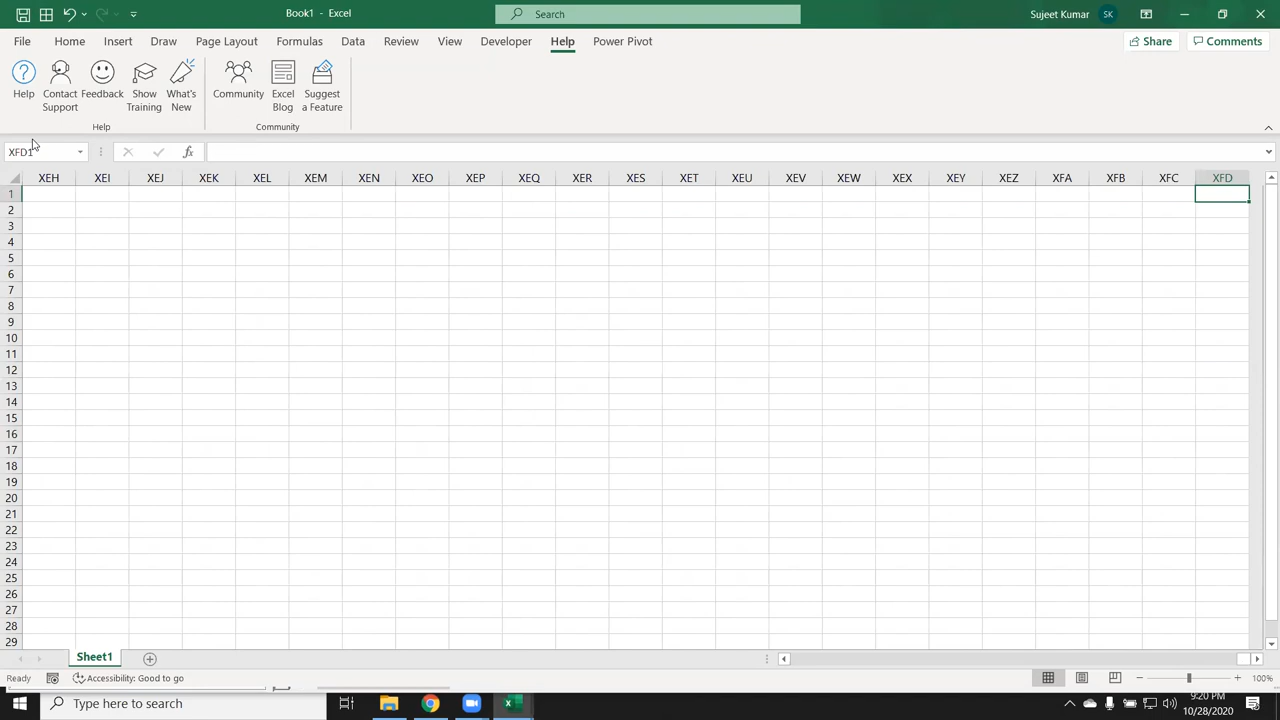 Book1 - Excel
Search
Sujeet Kumar
SK
File Home Insert Draw Page Layout Formulas Data Review View Developer Help Power Pivot
Share
Comments
Help
Contact Support
Feedback
Show Training
What's New
Community
Excel Blog
Suggest a Feature
Help
Community
XFD1
fx
XEH XEI XEJ XEK XEL XEM XEN XEO XEP XEQ XER XES XET XEU XEV XEW XEX XEY XEZ XFA XFB XFC XFD
1
2
3
4
5
6
7
8
9
10
11
12
13
14
15
16
17
18
19
20
21
22
23
24
25
26
27
28
29
Sheet1
Ready
Accessibility: Good to go
100%
Type here to search
9:20 PM
10/28/2020